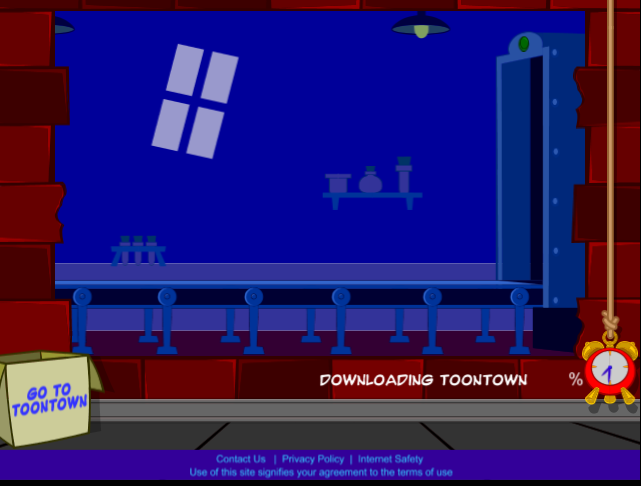 DOWNLOADING TOONTOWN %
GO TO
TOONTOWN
Contact Us | Privacy Policy | Internet Safety
Use of this site signifies your agreement to the terms of use